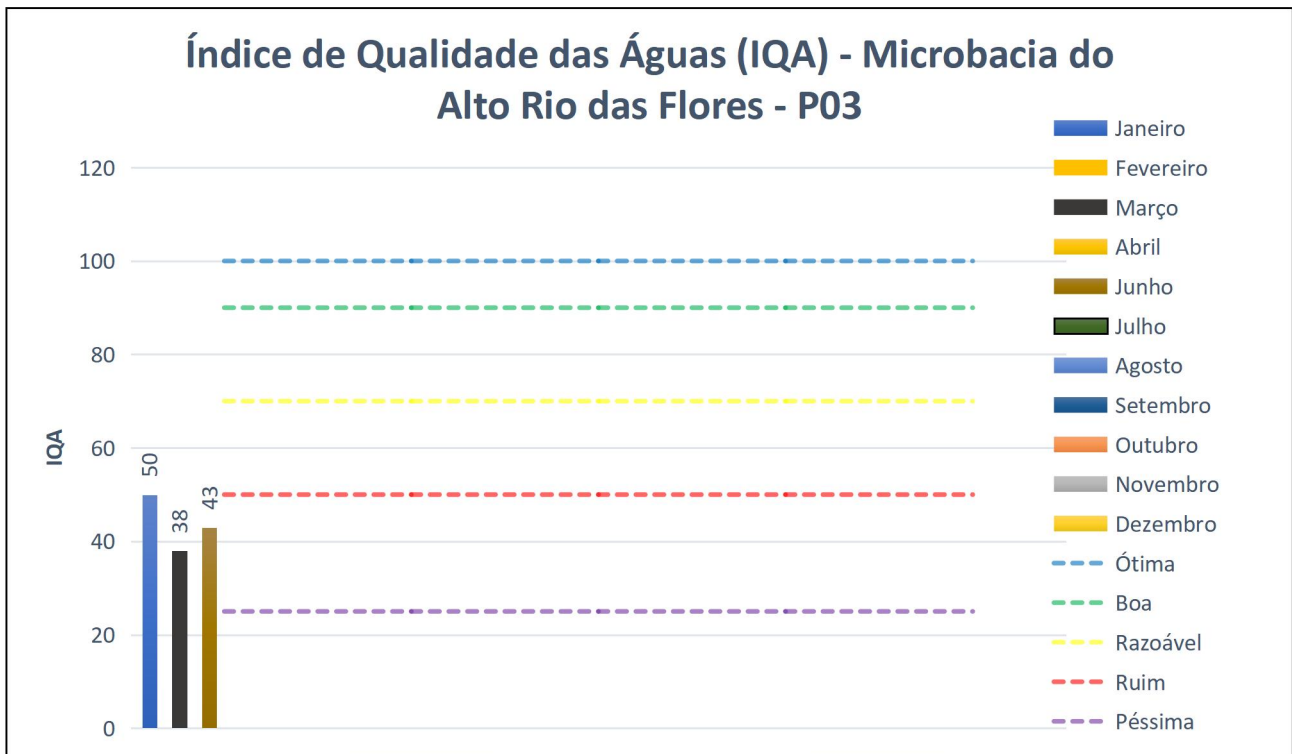 Índice de Qualidade das Águas (IQA) - Microbacia do
Alto Rio das Flores - P03
120
100
80
60
40
20
0
IQA
50
38
43
Janeiro
Fevereiro
Março
Abril
Junho
Julho
Agosto
Setembro
Outubro
Novembro
Dezembro
Ótima
Boa
Razoável
Ruim
Péssima